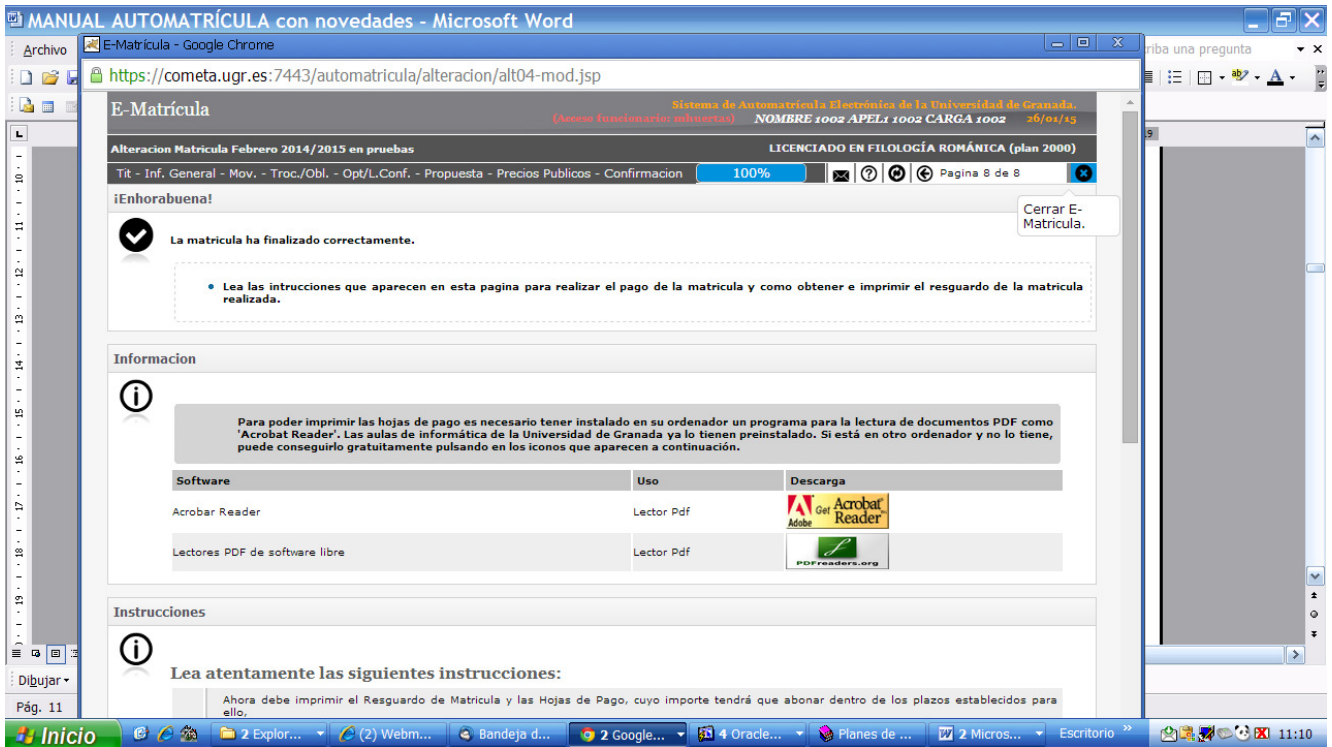 MANUAL AUTOMATRÍCULA con novedades - Microsoft Word
Archivo
riba una pregunta
E-Matrícula - Google Chrome
https://cometa.ugr.es:7443/automatricula/alteracion/alt04-mod.jsp
E-Matrícula
Sistema de Automatrícula Electrónica de la Universidad de Granada.
(Acceso funcionario: inhuertas) NOMBRE 1002 APEL1 1002 CARGA 1002 26/01/15
Alteracion Matricula Febrero 2014/2015 en pruebas
LICENCIADO EN FILOLOGÍA ROMÁNICA (plan 2000)
Tit - Inf. General - Mov. - Troc./Obl. - Opt/L.Conf. - Propuesta - Precios Publicos - Confirmacion 100% Pagina 8 de 8
¡Enhorabuena!
Cerrar E-
Matricula.
La matricula ha finalizado correctamente.
Lea las intrucciones que aparecen en esta pagina para realizar el pago de la matricula y como obtener e imprimir el resguardo de la matricula
realizada.
Informacion
Para poder imprimir las hojas de pago es necesario tener instalado en su ordenador un programa para la lectura de documentos PDF como
'Acrobat Reader'. Las aulas de informática de la Universidad de Granada ya lo tienen preinstalado. Si está en otro ordenador y no lo tiene,
puede conseguirlo gratuitamente pulsando en los iconos que aparecen a continuación.
Software Uso Descarga
Acrobar Reader Lector Pdf
Adobe Get Acrobat Reader
Lectores PDF de software libre Lector Pdf
PDFreaders.org
Instrucciones
Lea atentamente las siguientes instrucciones:
Ahora debe imprimir el Resguardo de Matricula y las Hojas de Pago, cuyo importe tendrá que abonar dentro de los plazos establecidos para
ello,
Dibujar
Pág. 11
Inicio 2 Explor... (2) Webm... Bandeja d... 2 Google... 4 Oracle... Planes de ... 2 Micros... Escritorio 11:10